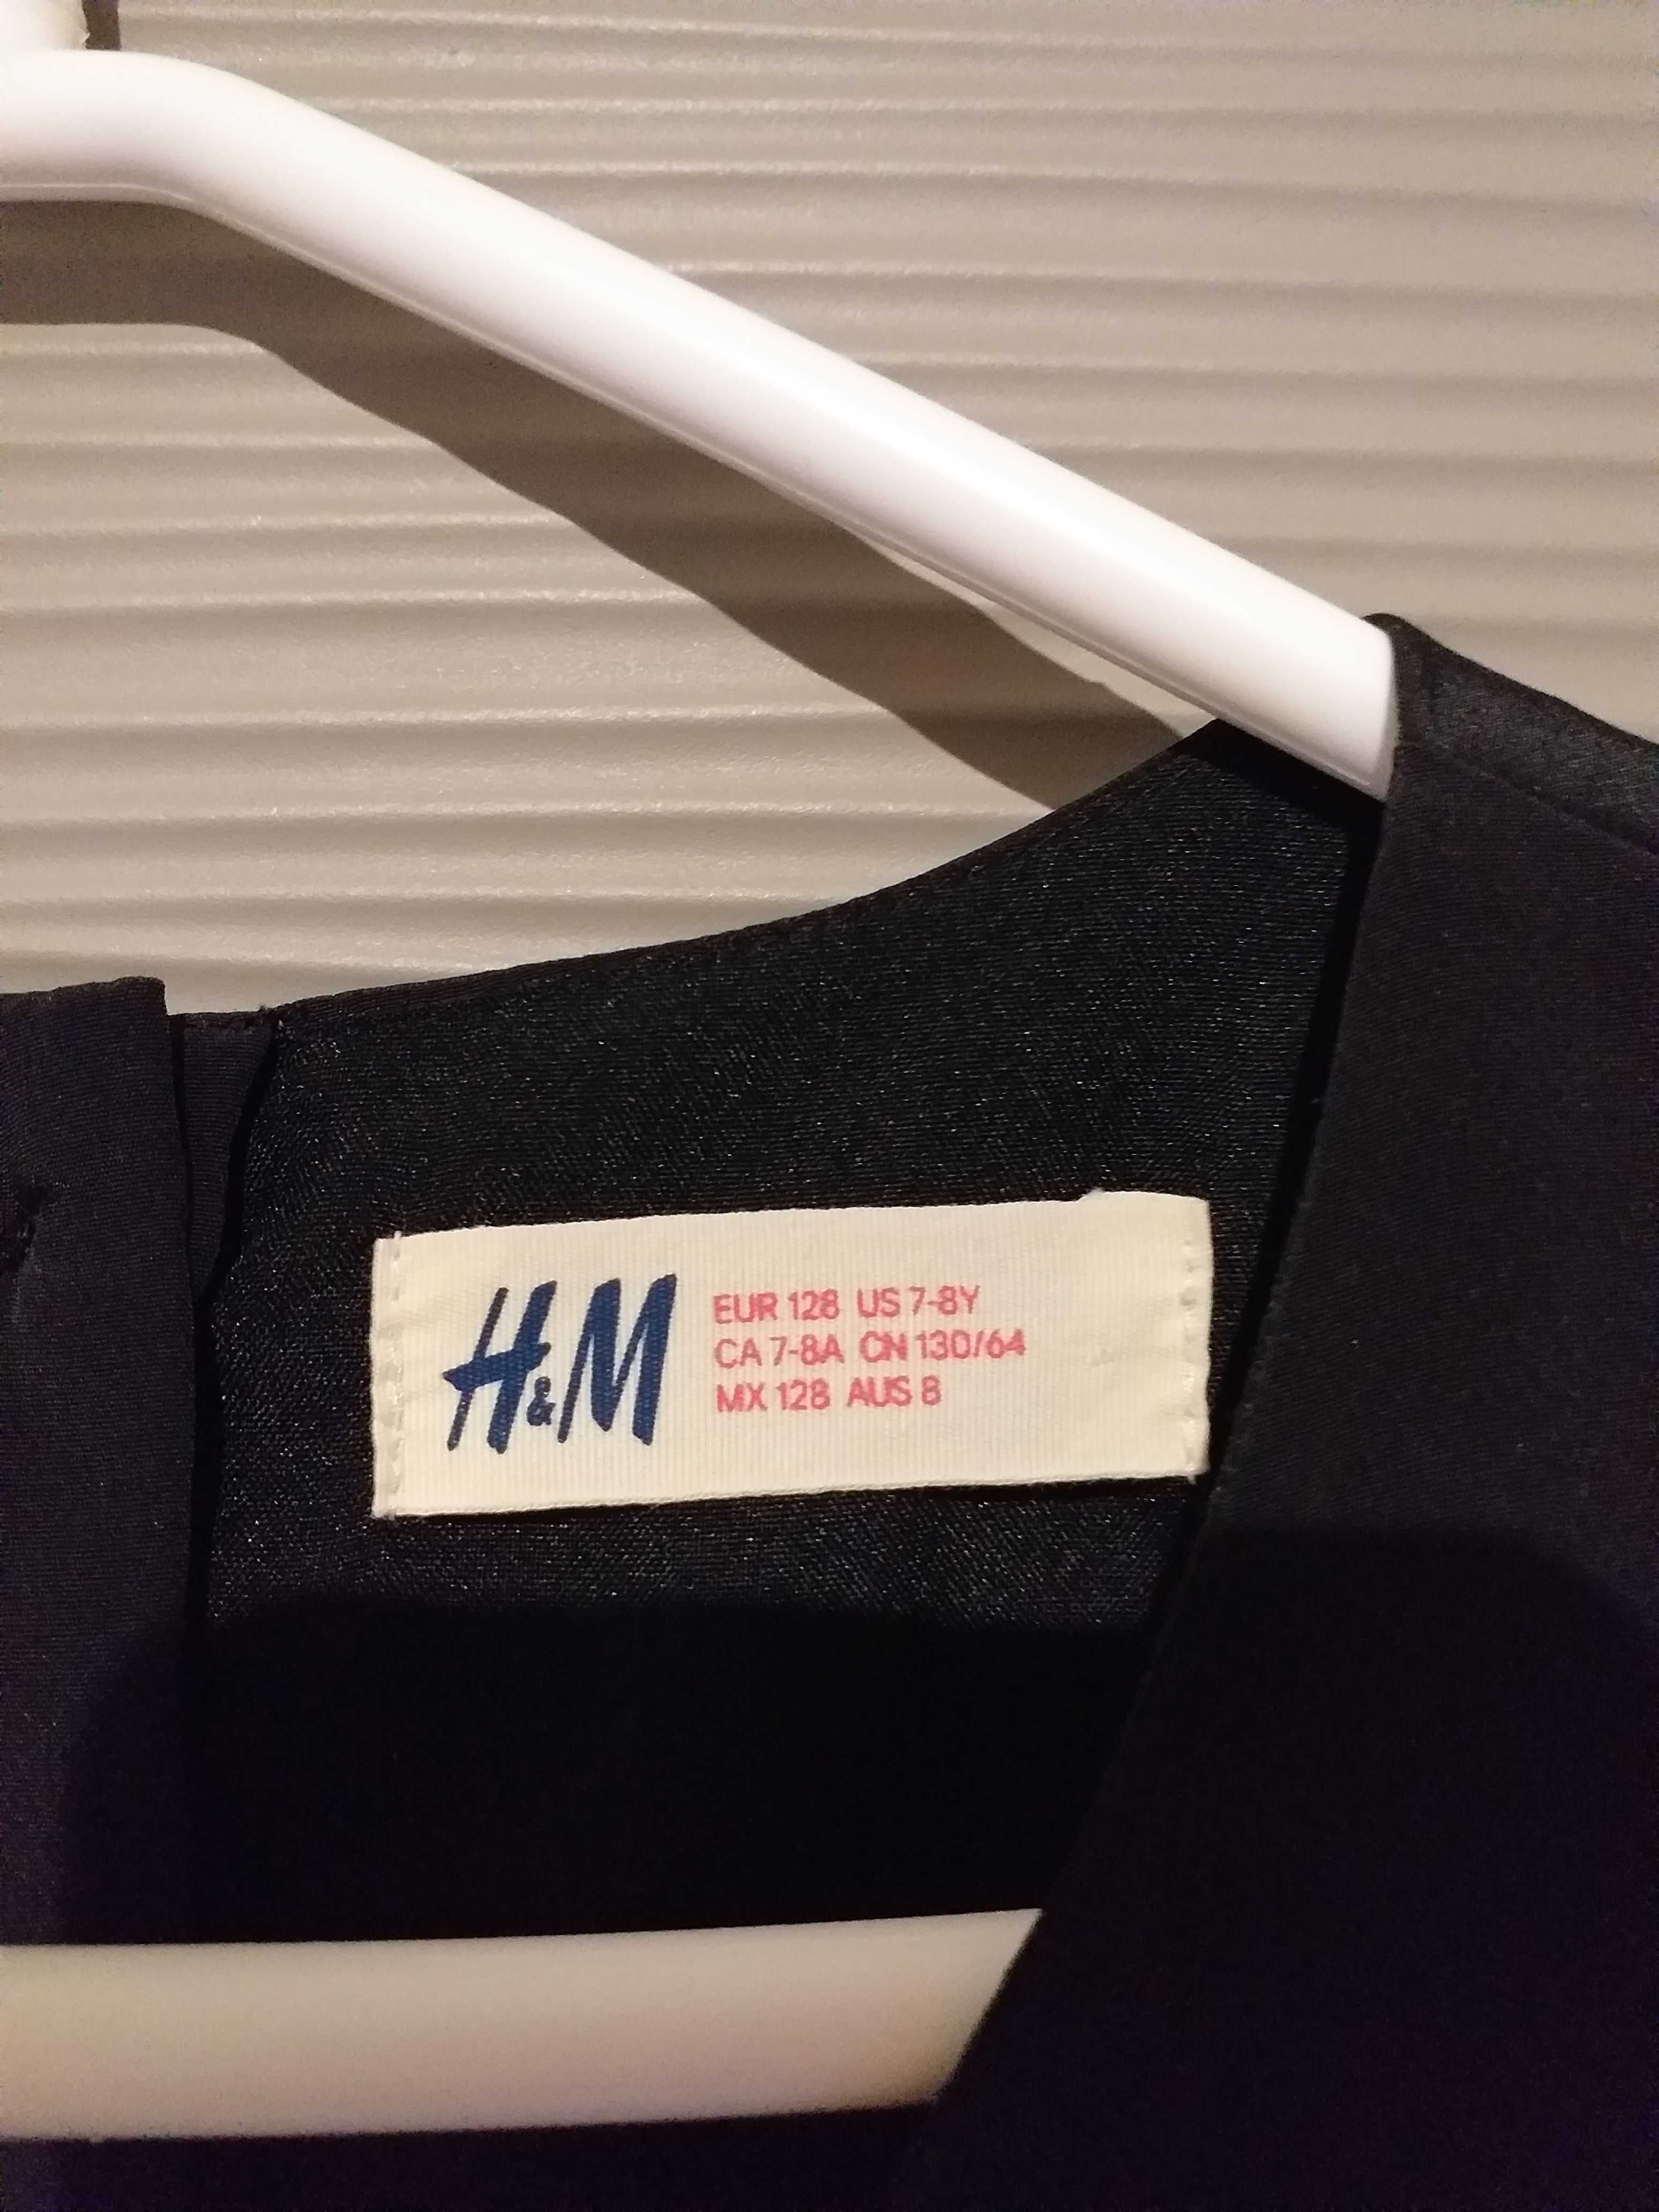 H&M
EUR 128 US 7-8Y
CA 7-8A CN 130/64
MX 128 AUS 8